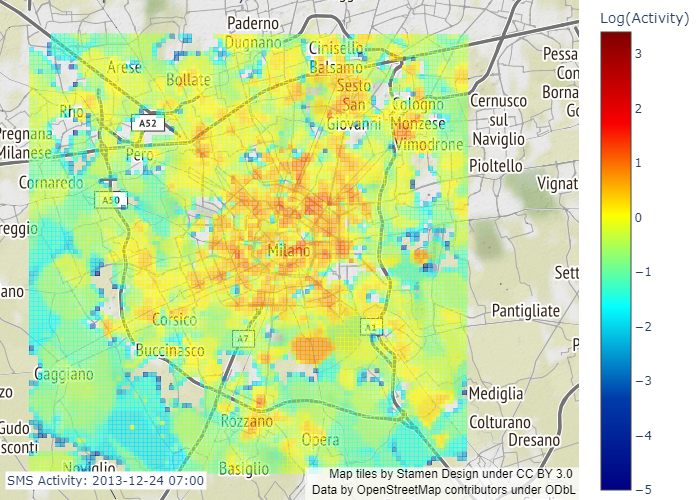 Paderno
Dugnano
Cinisello
Balsamo
Arese
Bollate
Sesto
San
Giovanni
Cologno
Monzese
Vimodrone
Rho
A52
Pero
Cornaredo
A50
Pregnana
Milanese
Cernusco
sul
Naviglio
Pioltello
Vignat
Pessa
Con
Borna
Go
reggio
Milano
ano
Sett
Pantigliate
P
Corsico
Buccinasco
A7
A1
Gaggiano
zo
Gudo
sconti
Noviglio
Rozzano
Opera
Basiglio
Mediglia
Colturano
Dresano
SMS Activity: 2013-12-24 07:00
Map tiles by Stamen Design under CC BY 3.0
Data by OpenStreetMap contributors under ODbL
Log(Activity)
3
2
1
0
−1
−2
−3
−4
−5